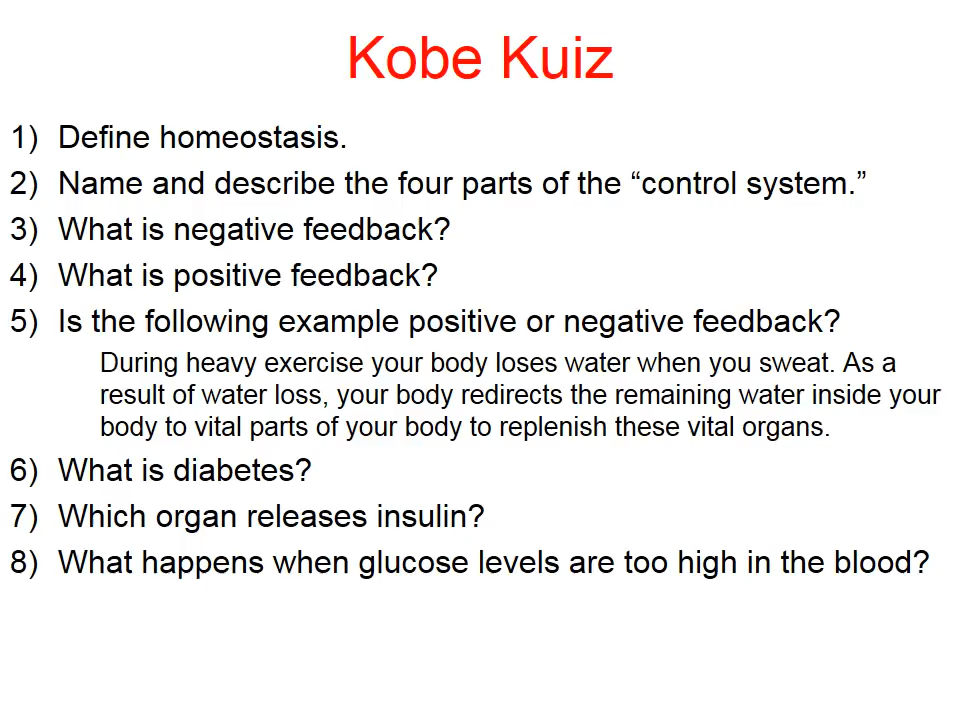 Kobe Kuiz
1) Define homeostasis.
2) Name and describe the four parts of the “control system.”
3) What is negative feedback?
4) What is positive feedback?
5) Is the following example positive or negative feedback?
During heavy exercise your body loses water when you sweat. As a
result of water loss, your body redirects the remaining water inside your
body to vital parts of your body to replenish these vital organs.
6) What is diabetes?
7) Which organ releases insulin?
8) What happens when glucose levels are too high in the blood?